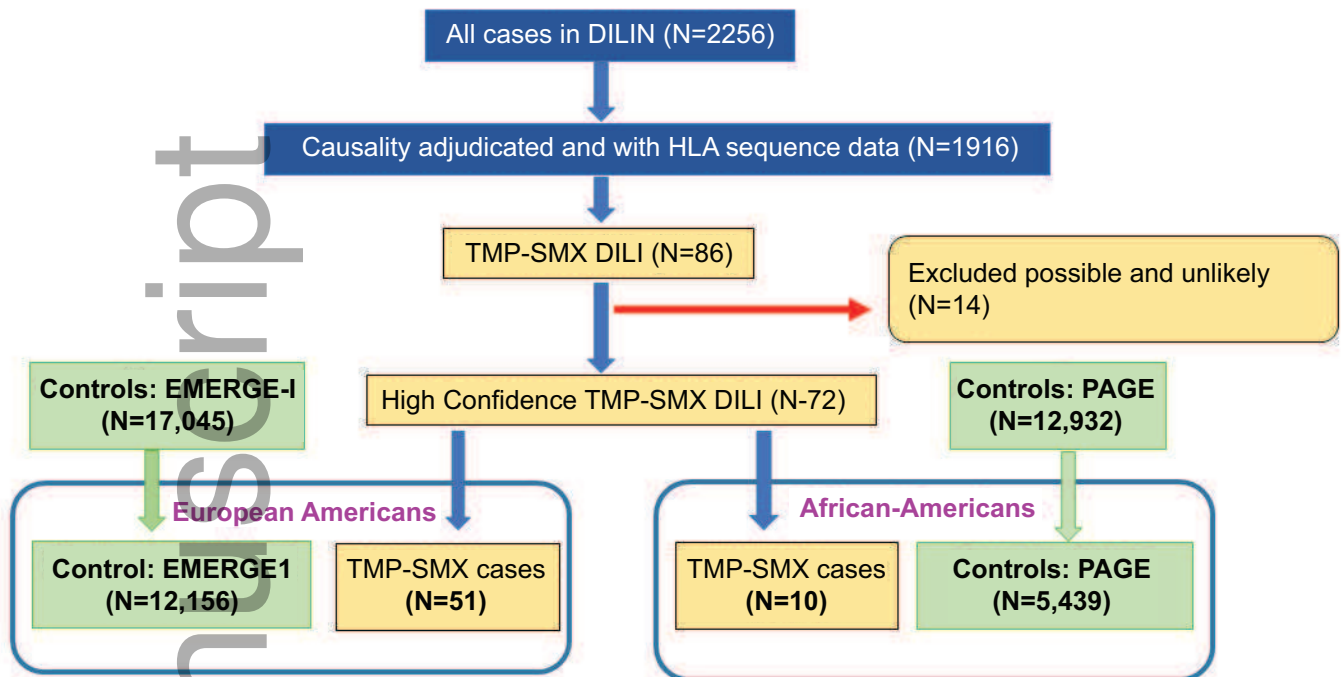 All cases in DILIN (N=2256)
Causality adjudicated and with HLA sequence data (N=1916)
TMP-SMX DILI (N=86)
Excluded possible and unlikely
(N=14)
Controls: EMERGE-I
(N=17,045)
High Confidence TMP-SMX DILI (N-72)
Controls: PAGE
(N=12,932)
European Americans
African-Americans
Control: EMERGE1
(N=12,156)
TMP-SMX cases
(N=51)
TMP-SMX cases
(N=10)
Controls: PAGE
(N=5,439)
nuscript